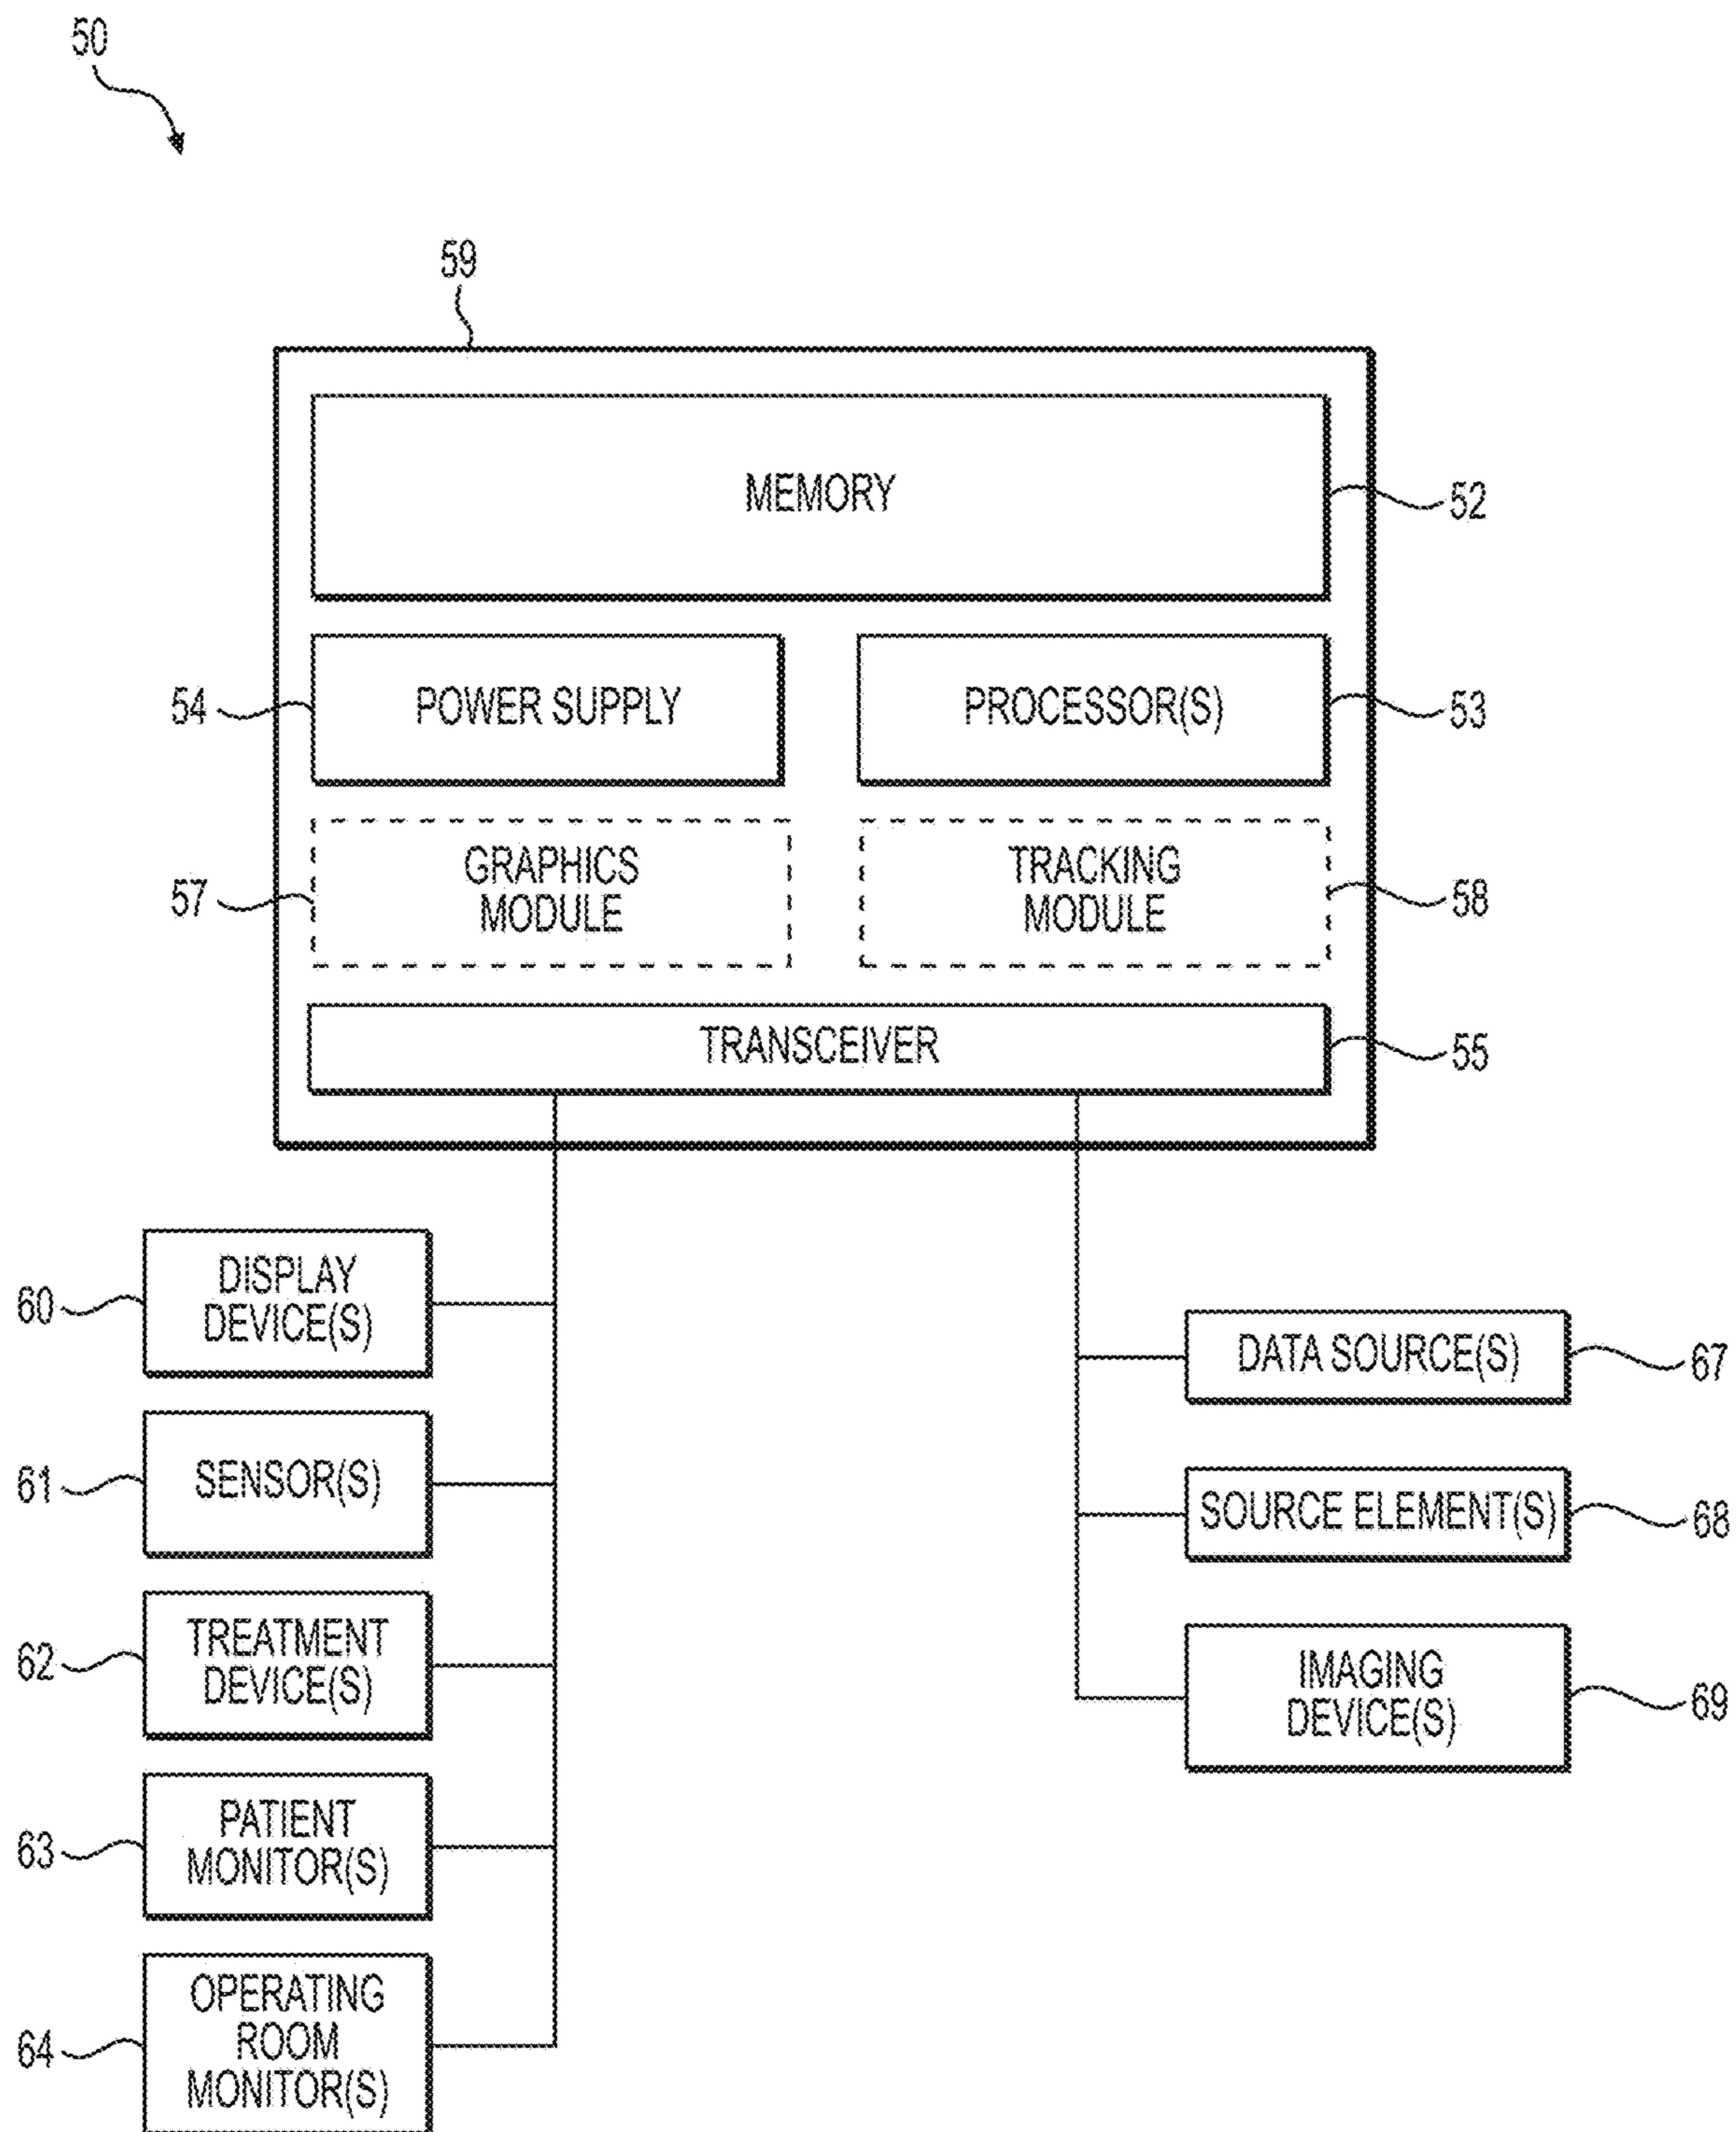 50
59
MEMORY
52
54
POWER SUPPLY
PROCESSOR(S)
53
57
GRAPHICS
MODULE
TRACKING
MODULE
58
TRANSCEIVER
55
60
DISPLAY
DEVICE(S)
61
SENSOR(S)
62
TREATMENT
DEVICE(S)
63
PATIENT
MONITOR(S)
64
OPERATING
ROOM
MONITOR(S)
DATA SOURCE(S)
67
SOURCE ELEMENT(S)
68
IMAGING
DEVICE(S)
69